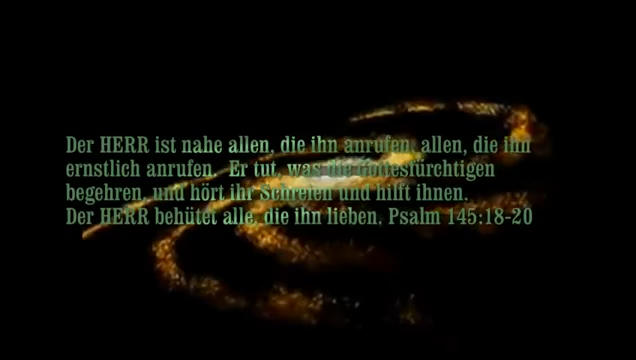 Der HERR ist nahe allen, die ihn anrufen, allen, die ihn
ernstlich anrufen. Er tut, was die Gottesfürchtigen
begehren, und hört ihr Schreien und hilft ihnen.
Der HERR behütet alle, die ihn lieben. Psalm 145:18-20